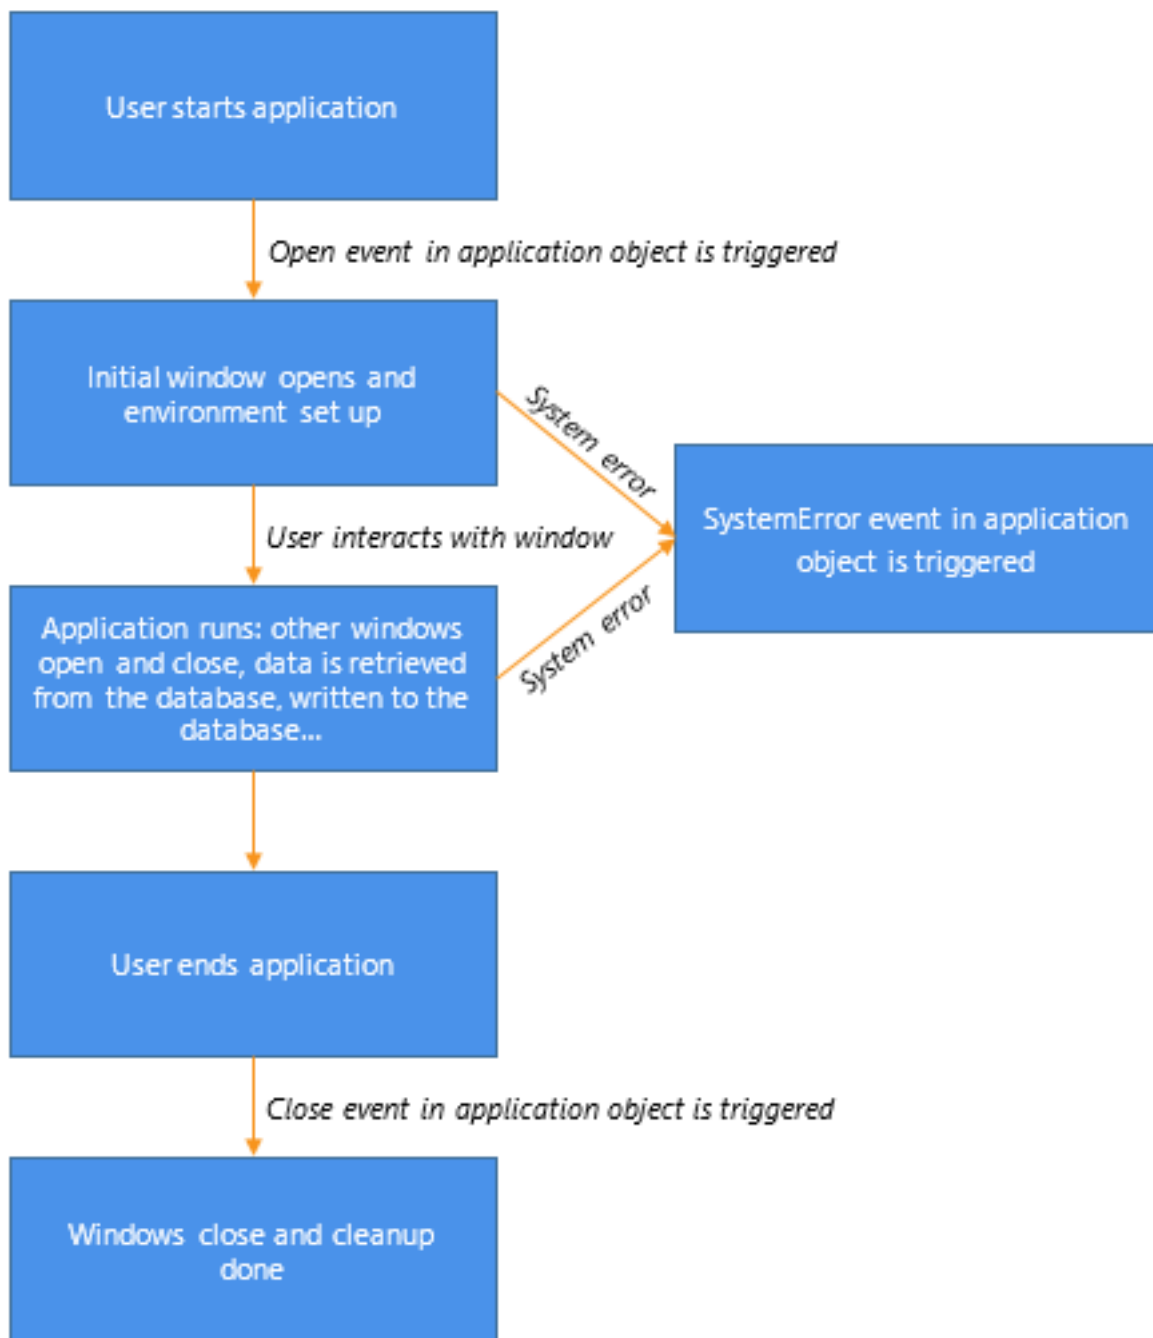 User starts application
Open event in application object is triggered
Initial window opens and
environment set up
System error
User interacts with window
SystemError event in application
object is triggered
System error
Application runs: other windows
open and close, data is retrieved
from the database, written to the
database...
User ends application
Close event in application object is triggered
Windows close and cleanup
done